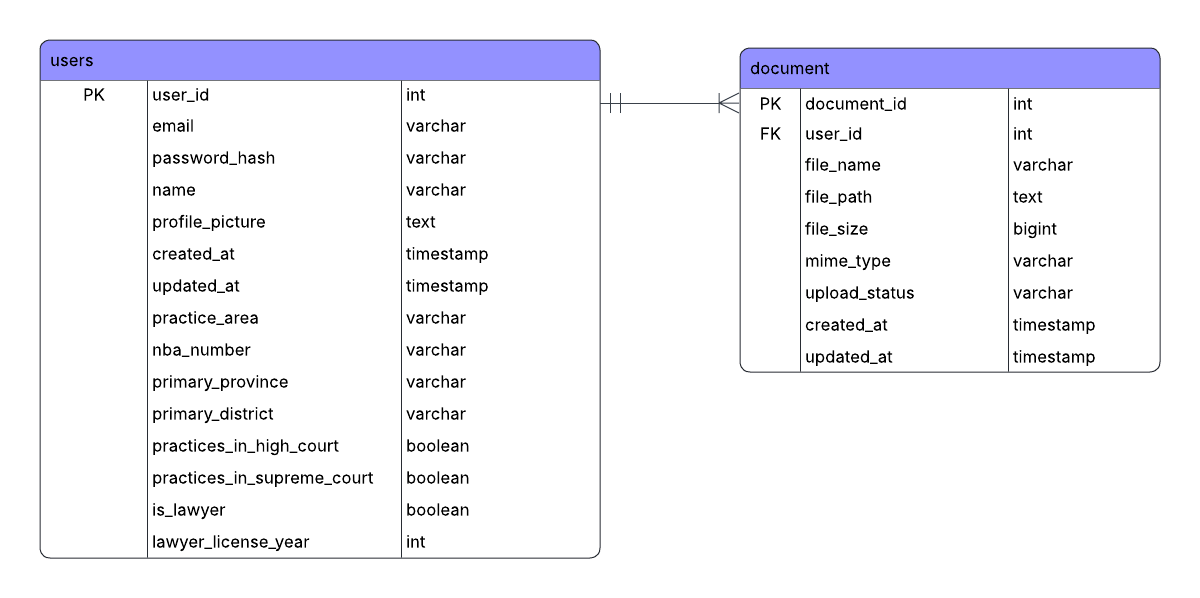 users
PK user_id int
email varchar
password_hash varchar
name varchar
profile_picture text
created_at timestamp
updated_at timestamp
practice_area varchar
nba_number varchar
primary_province varchar
primary_district varchar
practices_in_high_court boolean
practices_in_supreme_court boolean
is_lawyer boolean
lawyer_license_year int
document
PK document_id int
FK user_id int
file_name varchar
file_path text
file_size bigint
mime_type varchar
upload_status varchar
created_at timestamp
updated_at timestamp